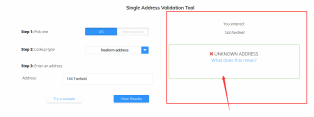 Single Address Validation Tool
Step 1: Pick one
US
Step 2: Lookup type
freeform address
Step 3: Enter an address
Address
Try a sample
View Results
You entered:
❌ UNKNOWN ADDRESS
What does this mean?